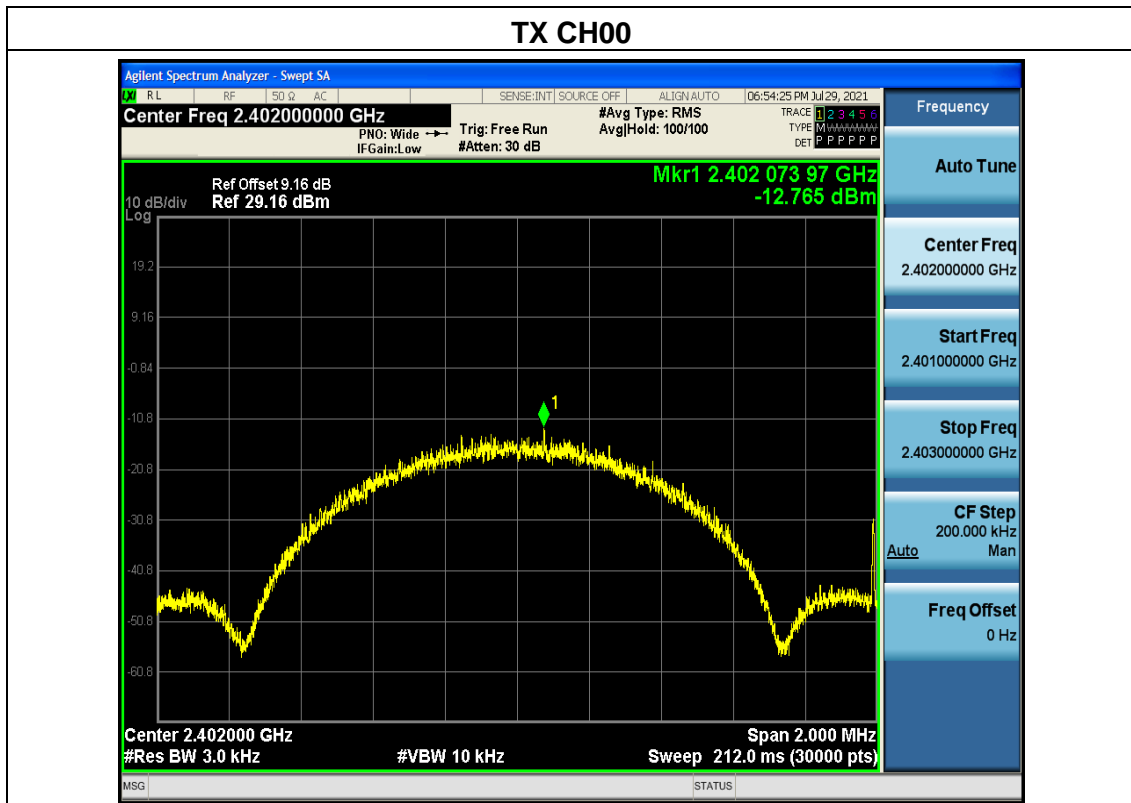 TX CH00
Agilent Spectrum Analyzer - Swept SA
LXI RL RF 50 Ω AC SENSE:INT SOURCE OFF ALIGN AUTO 06:54:25 PM Jul 29, 2021
Center Freq 2.402000000 GHz
PNO: Wide
IFGain:Low
Trig: Free Run
#Atten: 30 dB
#Avg Type: RMS
Avg|Hold: 100/100
TRACE 1 2 3 4 5 6
TYPE M
DET P P P P P P
Mkr1 2.402 073 97 GHz
-12.765 dBm
Ref Offset 9.16 dB
10 dB/div Ref 29.16 dBm
Log
19.2
9.16
-0.84
-10.8
-20.8
-30.8
-40.8
-50.8
-60.8
1
Center 2.402000 GHz Span 2.000 MHz
#Res BW 3.0 kHz #VBW 10 kHz Sweep 212.0 ms (30000 pts)
MSG STATUS
Frequency
Auto Tune
Center Freq
2.402000000 GHz
Start Freq
2.401000000 GHz
Stop Freq
2.403000000 GHz
CF Step
200.000 kHz
Auto Man
Freq Offset
0 Hz